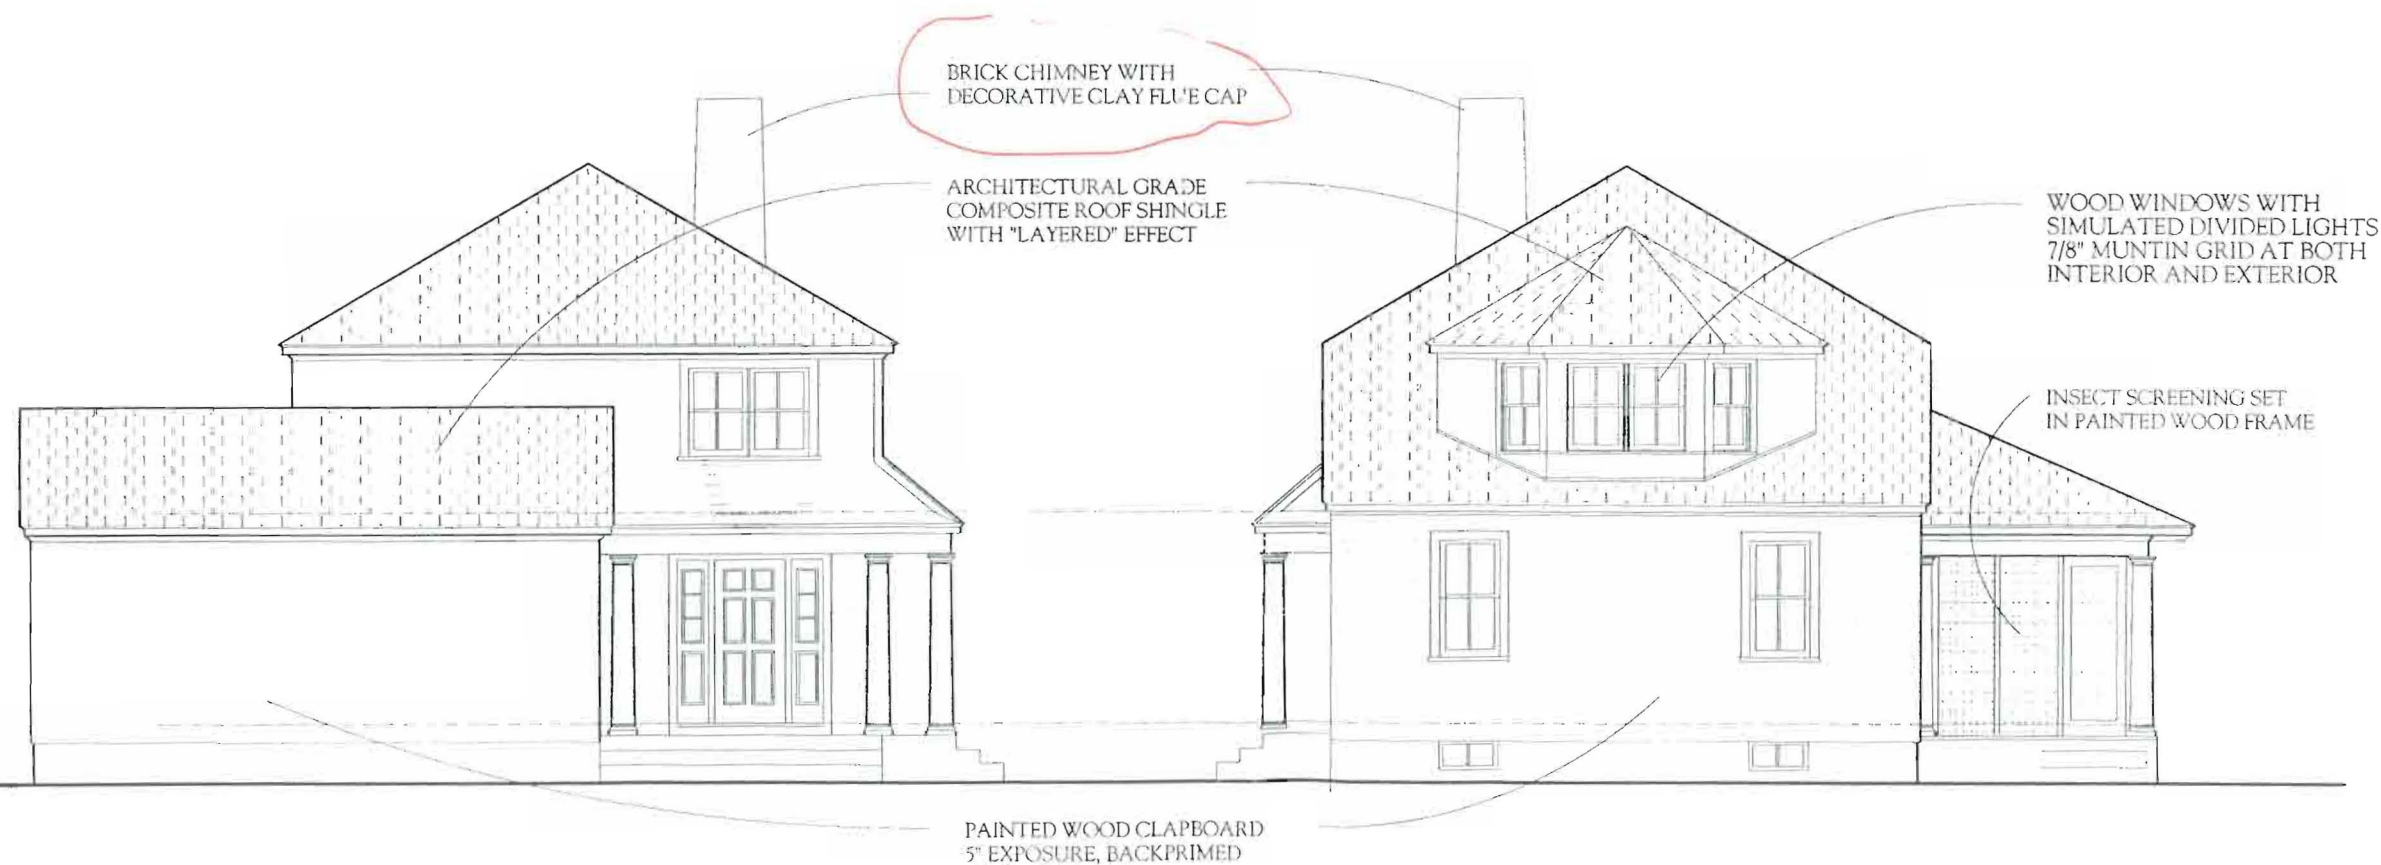 BRICK CHIMNEY WITH
DECORATIVE CLAY FLUE CAP
ARCHITECTURAL GRADE
COMPOSITE ROOF SHINGLE
WITH "LAYERED" EFFECT
WOOD WINDOWS WITH
SIMULATED DIVIDED LIGHTS
7/8" MUNTIN GRID AT BOTH
INTERIOR AND EXTERIOR
INSECT SCREENING SET
IN PAINTED WOOD FRAME
PAINTED WOOD CLAPBOARD
5" EXPOSURE, BACKPRIMED